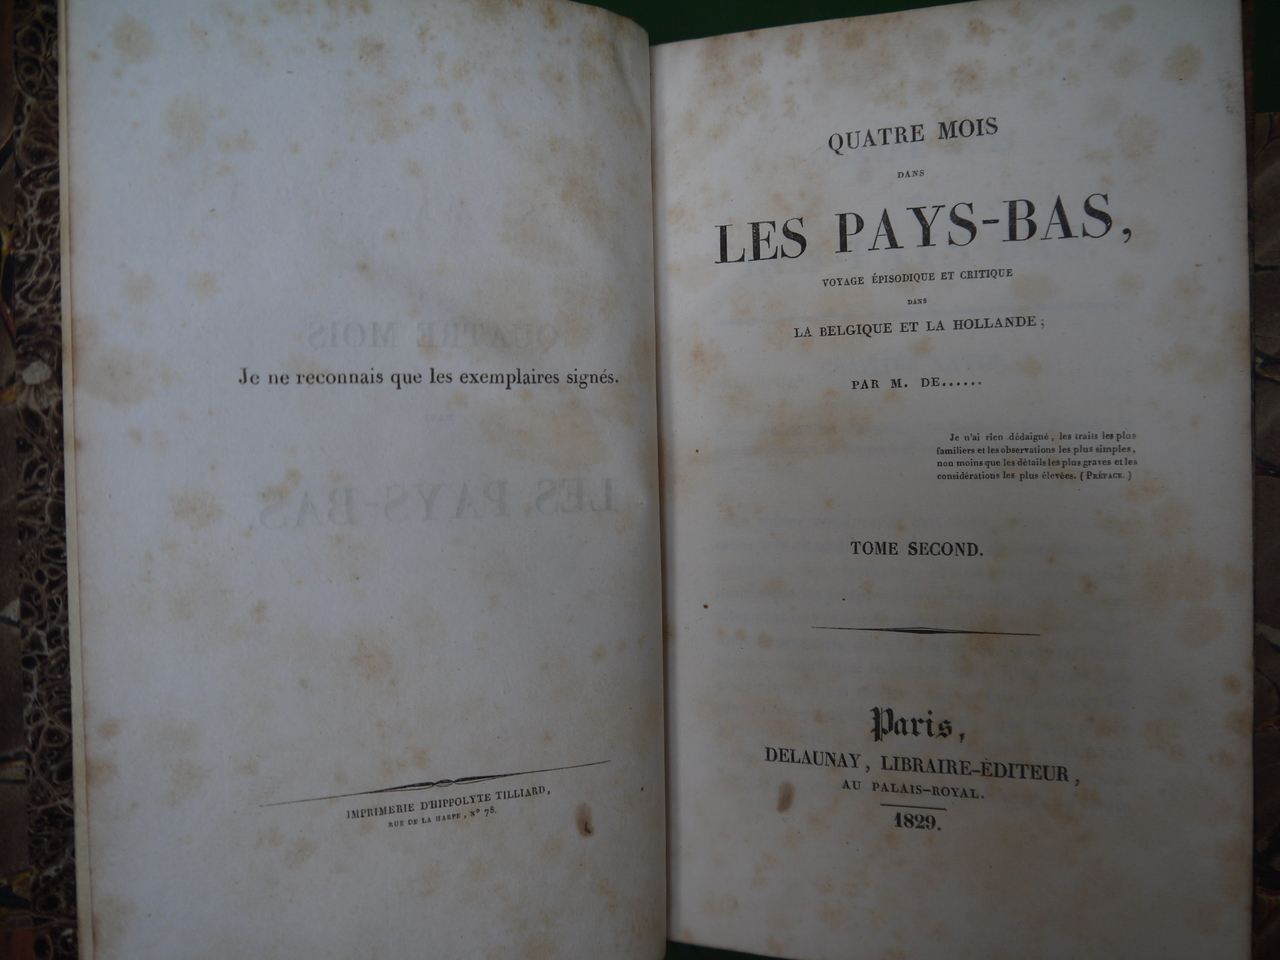 Je ne reconnais que les exemplaires signés.
IMPRIMERIE D'HIPPOLYTE TILLIARD,
RUE DE LA HARPE, N° 78.
QUATRE MOIS
DANS
LES PAYS-BAS,
VOYAGE ÉPISODIQUE ET CRITIQUE
DANS
LA BELGIQUE ET LA HOLLANDE;
PAR M. DE......
Je n'ai rien dédaigné, les traits les plus
familiers et les observations les plus simples,
non moins que les détails les plus graves et les
considérations les plus élevées. (PRÉFACE.)
TOME SECOND.
Paris,
DELAUNAY, LIBRAIRE-ÉDITEUR,
AU PALAIS-ROYAL.
1829.